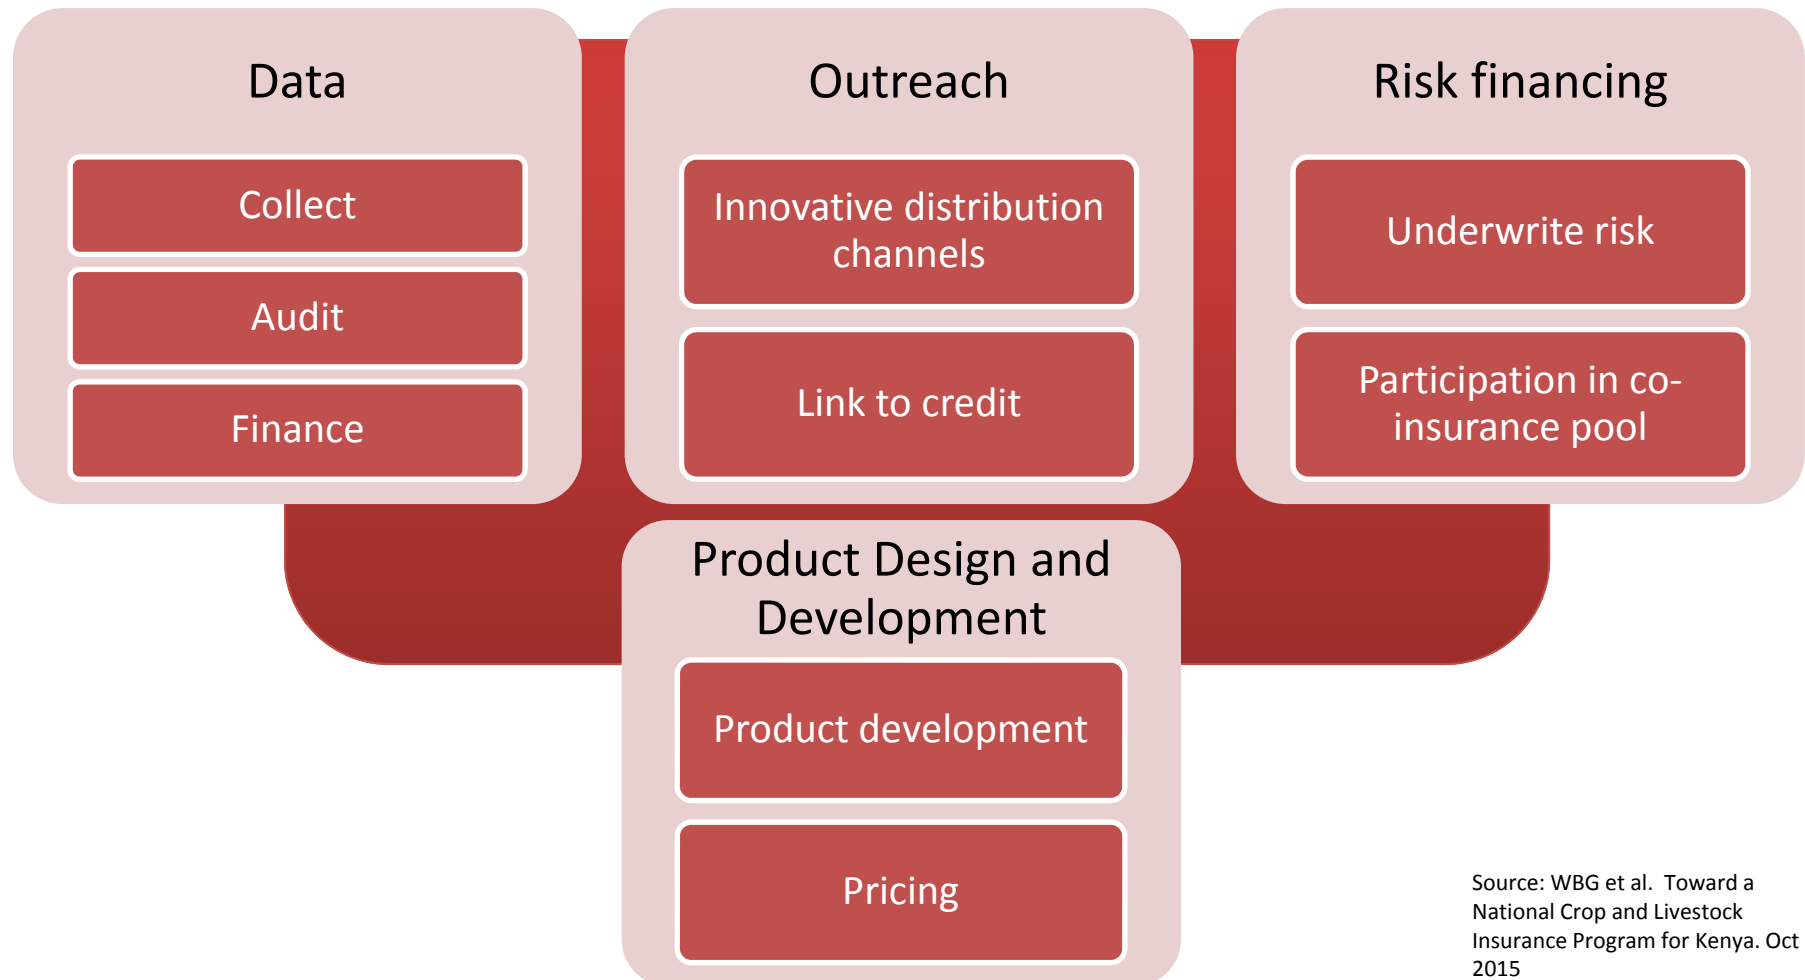 Data
Collect
Audit
Finance
Outreach
Innovative distribution
channels
Link to credit
Risk financing
Underwrite risk
Participation in co-
insurance pool
Product Design and
Development
Product development
Pricing
Source: WBG et al.  Toward a
National Crop and Livestock
Insurance Program for Kenya. Oct
2015